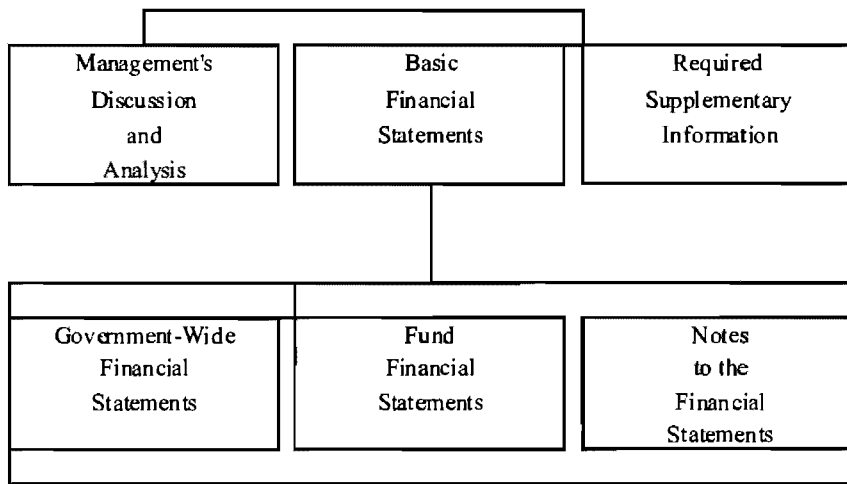 Management's
Discussion
and
Analysis
Basic
Financial
Statements
Required
Supplementary
Information
Government-Wide
Financial
Statements
Fund
Financial
Statements
Notes
to the
Financial
Statements